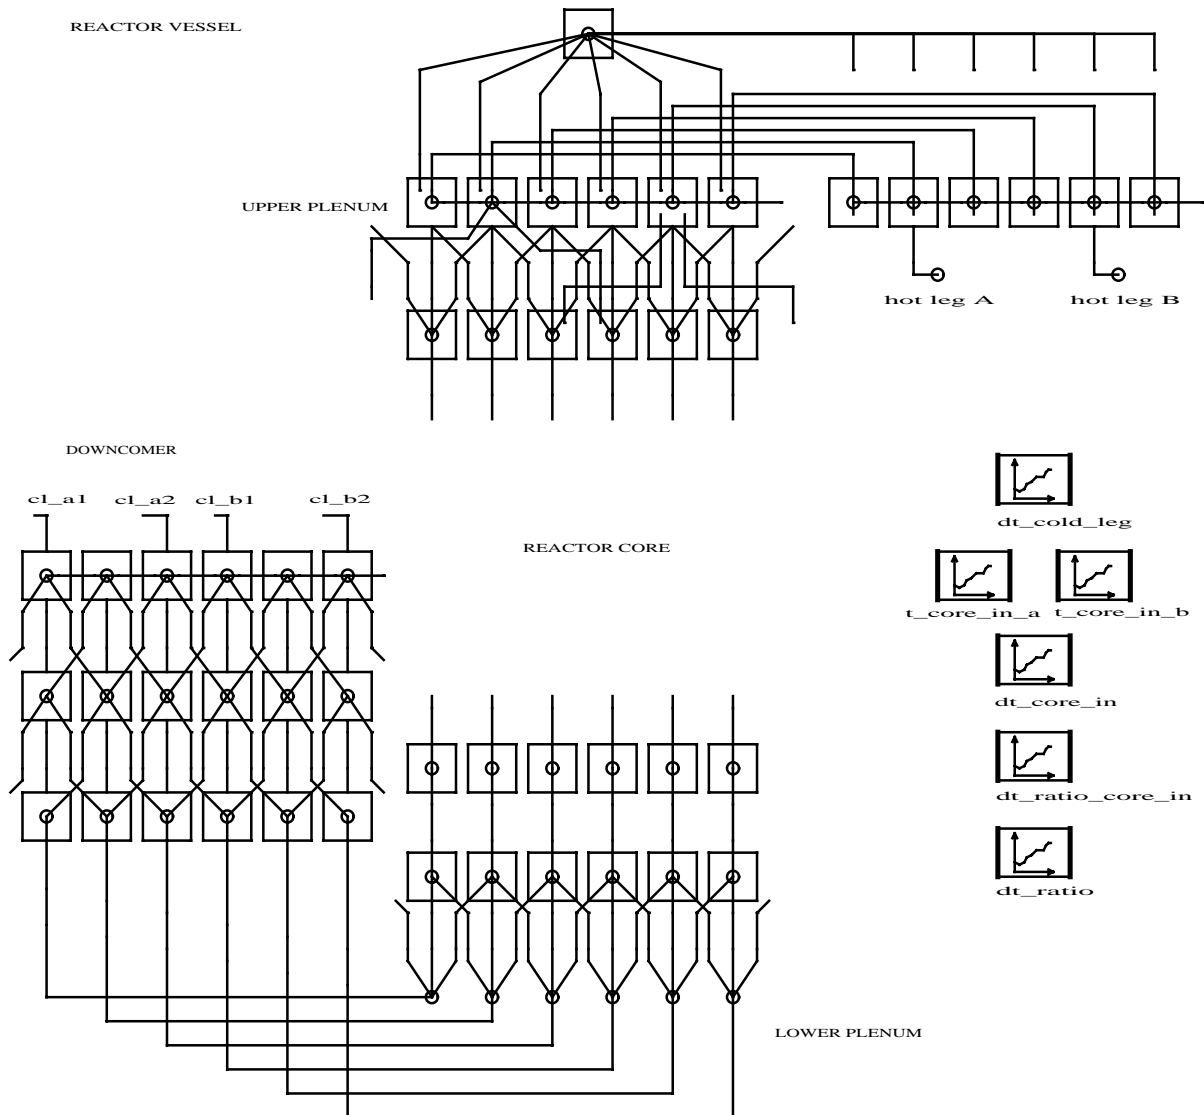 REACTOR VESSEL
UPPER PLENUM
hot leg A
hot leg B
DOWNCOMER
cl_a1
cl_a2
cl_b1
cl_b2
dt_cold_leg
REACTOR CORE
t_core_in_a
t_core_in_b
dt_core_in
dt_ratio_core_in
dt_ratio
LOWER PLENUM